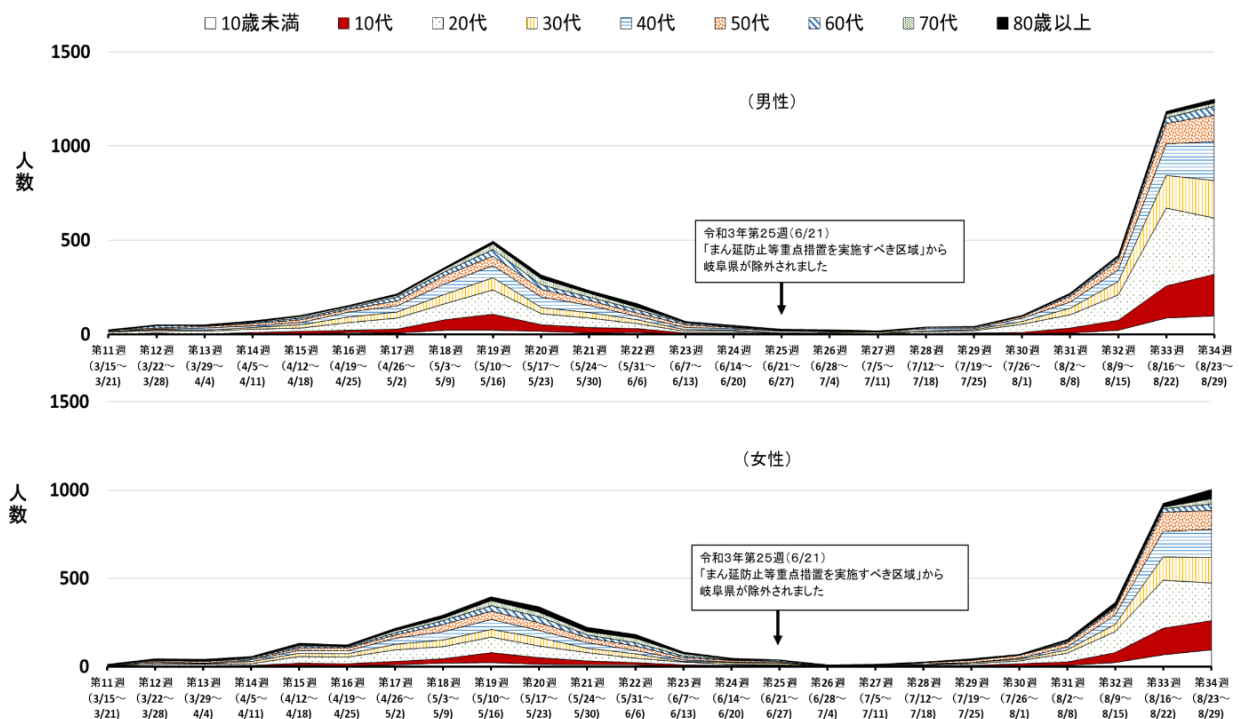 10歳未満 10代 20代 30代 40代 50代 60代 70代 80歳以上
1500
(男性)
1000
人数
令和3年第25週(6/21)
「まん延防止等重点措置を実施すべき区域」から
岐阜県が除外されました
500
0
第11週 第12週 第13週 第14週 第15週 第16週 第17週 第18週 第19週 第20週 第21週 第22週 第23週 第24週 第25週 第26週 第27週 第28週 第29週 第30週 第31週 第32週 第33週 第34週
(3/15～ (3/22～ (3/29～ (4/5～ (4/12～ (4/19～ (4/26～ (5/3～ (5/10～ (5/17～ (5/24～ (5/31～ (6/7～ (6/14～ (6/21～ (6/28～ (7/5～ (7/12～ (7/19～ (7/26～ (8/2～ (8/9～ (8/16～ (8/23～
3/21) 3/28) 4/4) 4/11) 4/18) 4/25) 5/2) 5/9) 5/16) 5/23) 5/30) 6/6) 6/13) 6/20) 6/27) 7/4) 7/11) 7/18) 7/25) 8/1) 8/8) 8/15) 8/22) 8/29)
1500
(女性)
1000
人数
令和3年第25週(6/21)
「まん延防止等重点措置を実施すべき区域」から
岐阜県が除外されました
500
0
第11週 第12週 第13週 第14週 第15週 第16週 第17週 第18週 第19週 第20週 第21週 第22週 第23週 第24週 第25週 第26週 第27週 第28週 第29週 第30週 第31週 第32週 第33週 第34週
(3/15～ (3/22～ (3/29～ (4/5～ (4/12～ (4/19～ (4/26～ (5/3～ (5/10～ (5/17～ (5/24～ (5/31～ (6/7～ (6/14～ (6/21～ (6/28～ (7/5～ (7/12～ (7/19～ (7/26～ (8/2～ (8/9～ (8/16～ (8/23～
3/21) 3/28) 4/4) 4/11) 4/18) 4/25) 5/2) 5/9) 5/16) 5/23) 5/30) 6/6) 6/13) 6/20) 6/27) 7/4) 7/11) 7/18) 7/25) 8/1) 8/8) 8/15) 8/22) 8/29)